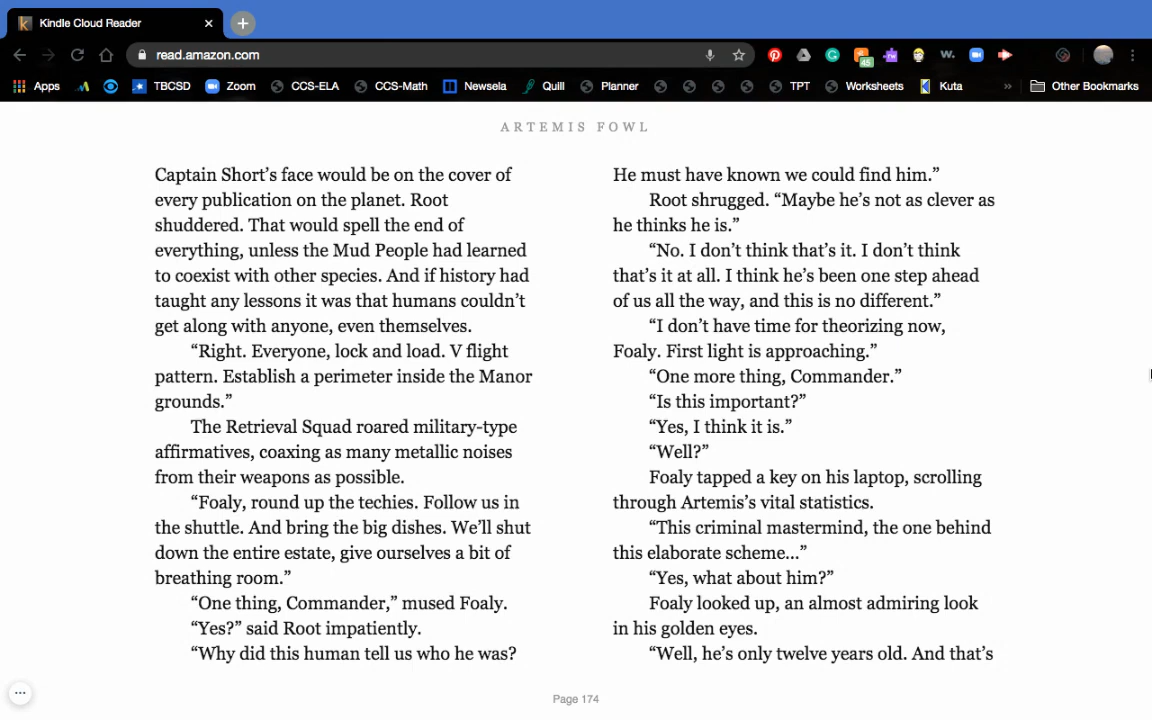 Kindle Cloud Reader
read.amazon.com
45
Apps
TBCSD
Zoom
CCS-ELA
CCS-Math
Newsela
Quill
Planner
TPT
Worksheets
Kuta
»
Other Bookmarks
ARTEMIS FOWL
Captain Short’s face would be on the cover of
every publication on the planet. Root
shuddered. That would spell the end of
everything, unless the Mud People had learned
to coexist with other species. And if history had
taught any lessons it was that humans couldn’t
get along with anyone, even themselves.
“Right. Everyone, lock and load. V flight
pattern. Establish a perimeter inside the Manor
grounds.”
The Retrieval Squad roared military-type
affirmatives, coaxing as many metallic noises
from their weapons as possible.
“Foaly, round up the techies. Follow us in
the shuttle. And bring the big dishes. We’ll shut
down the entire estate, give ourselves a bit of
breathing room.”
“One thing, Commander,” mused Foaly.
“Yes?” said Root impatiently.
“Why did this human tell us who he was?
He must have known we could find him.”
Root shrugged. “Maybe he’s not as clever as
he thinks he is.”
“No. I don’t think that’s it. I don’t think
that’s it at all. I think he’s been one step ahead
of us all the way, and this is no different.”
“I don’t have time for theorizing now,
Foaly. First light is approaching.”
“One more thing, Commander.”
“Is this important?”
“Yes, I think it is.”
“Well?”
Foaly tapped a key on his laptop, scrolling
through Artemis’s vital statistics.
“This criminal mastermind, the one behind
this elaborate scheme...”
“Yes, what about him?”
Foaly looked up, an almost admiring look
in his golden eyes.
“Well, he’s only twelve years old. And that’s
Page 174